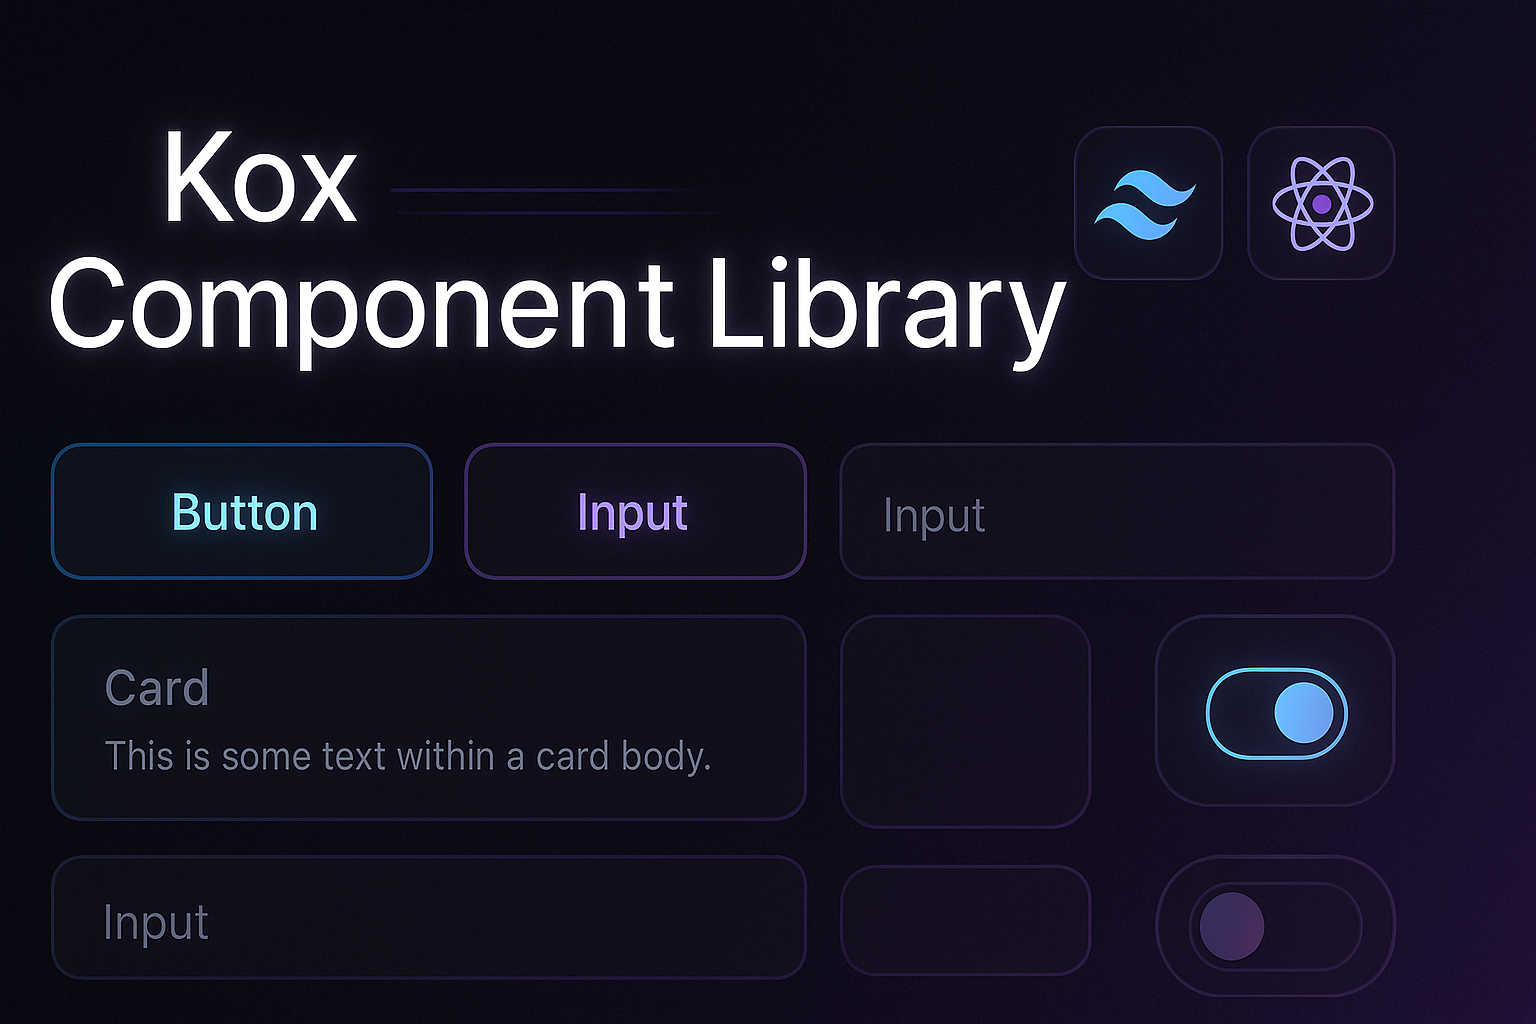 Kox
Component Library
Button
Input
Input
Card
This is some text within a card body.
Input